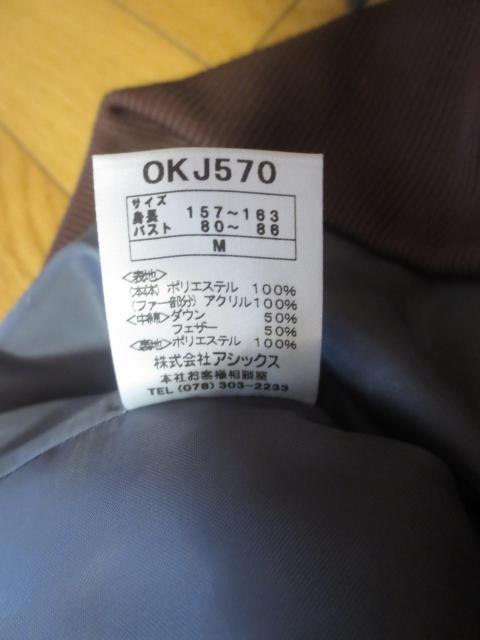 OKJ570
サイズ
身長 157～163
バスト 80～ 86
M
<表地>
(本体) ポリエステル 100%
(ファー部分) アクリル100%
<中綿> ダウン 50%
フェザー 50%
<裏地> ポリエステル 100%
株式会社アシックス
本社お客様相談室
TEL (078) 303-2233